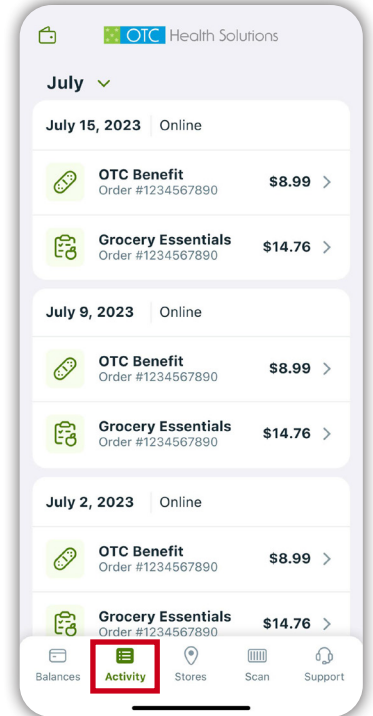 OTC Health Solutions
July
July 15, 2023 Online
OTC Benefit
Order #1234567890
$8.99
Grocery Essentials
Order #1234567890
$14.76
July 9, 2023 Online
OTC Benefit
Order #1234567890
$8.99
Grocery Essentials
Order #1234567890
$14.76
July 2, 2023 Online
OTC Benefit
Order #1234567890
$8.99
Grocery Essentials
Order #1234567890
$14.76
Balances Activity Stores Scan Support